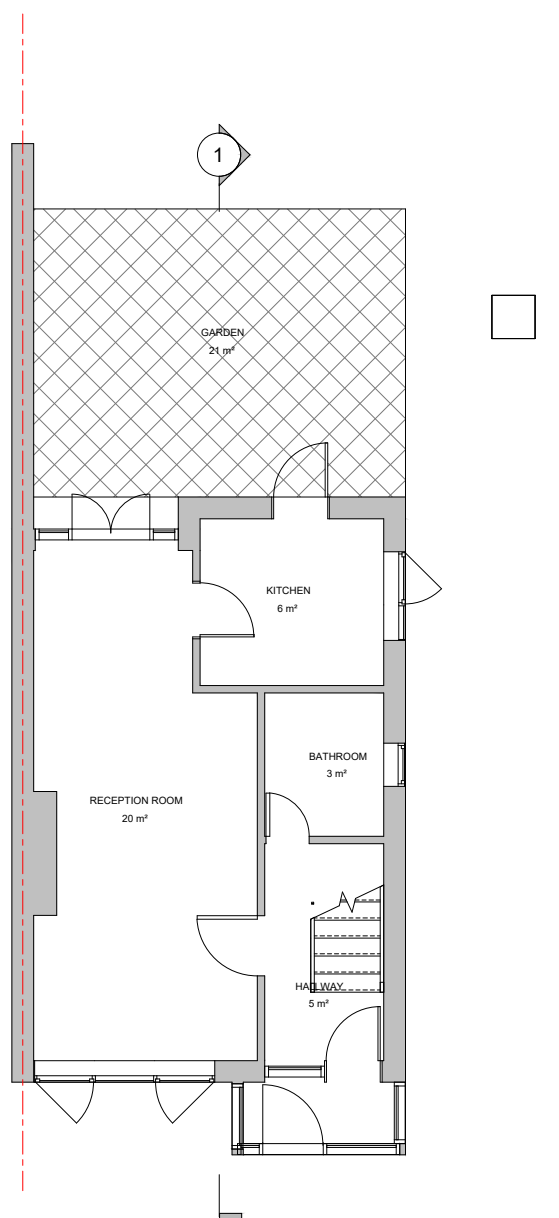 1
GARDEN
21 m²
KITCHEN
6 m²
BATHROOM
3 m²
RECEPTION ROOM
20 m²
HALLWAY
5 m²